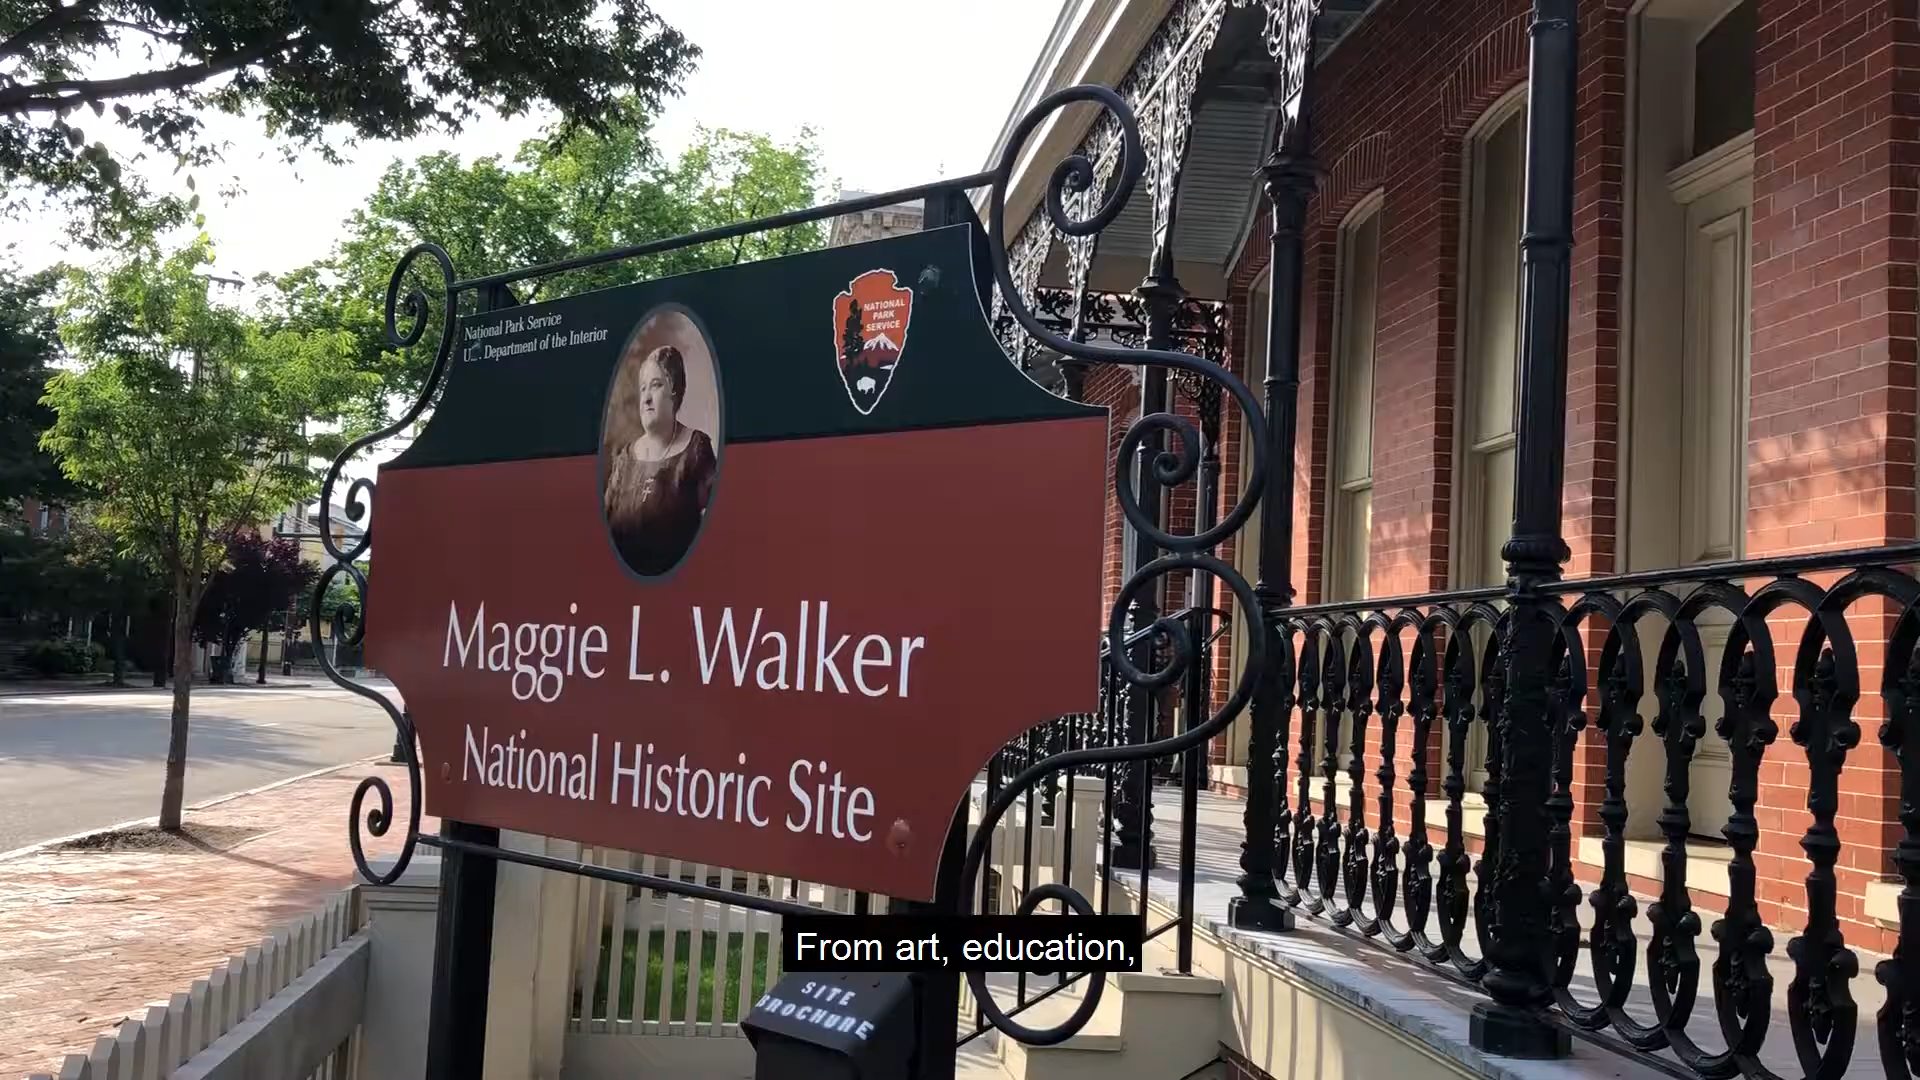 National Park Service
U.S. Department of the Interior
NATIONAL
PARK
SERVICE
Maggie L. Walker
National Historic Site
From art, education,
SITE
BROCHURE